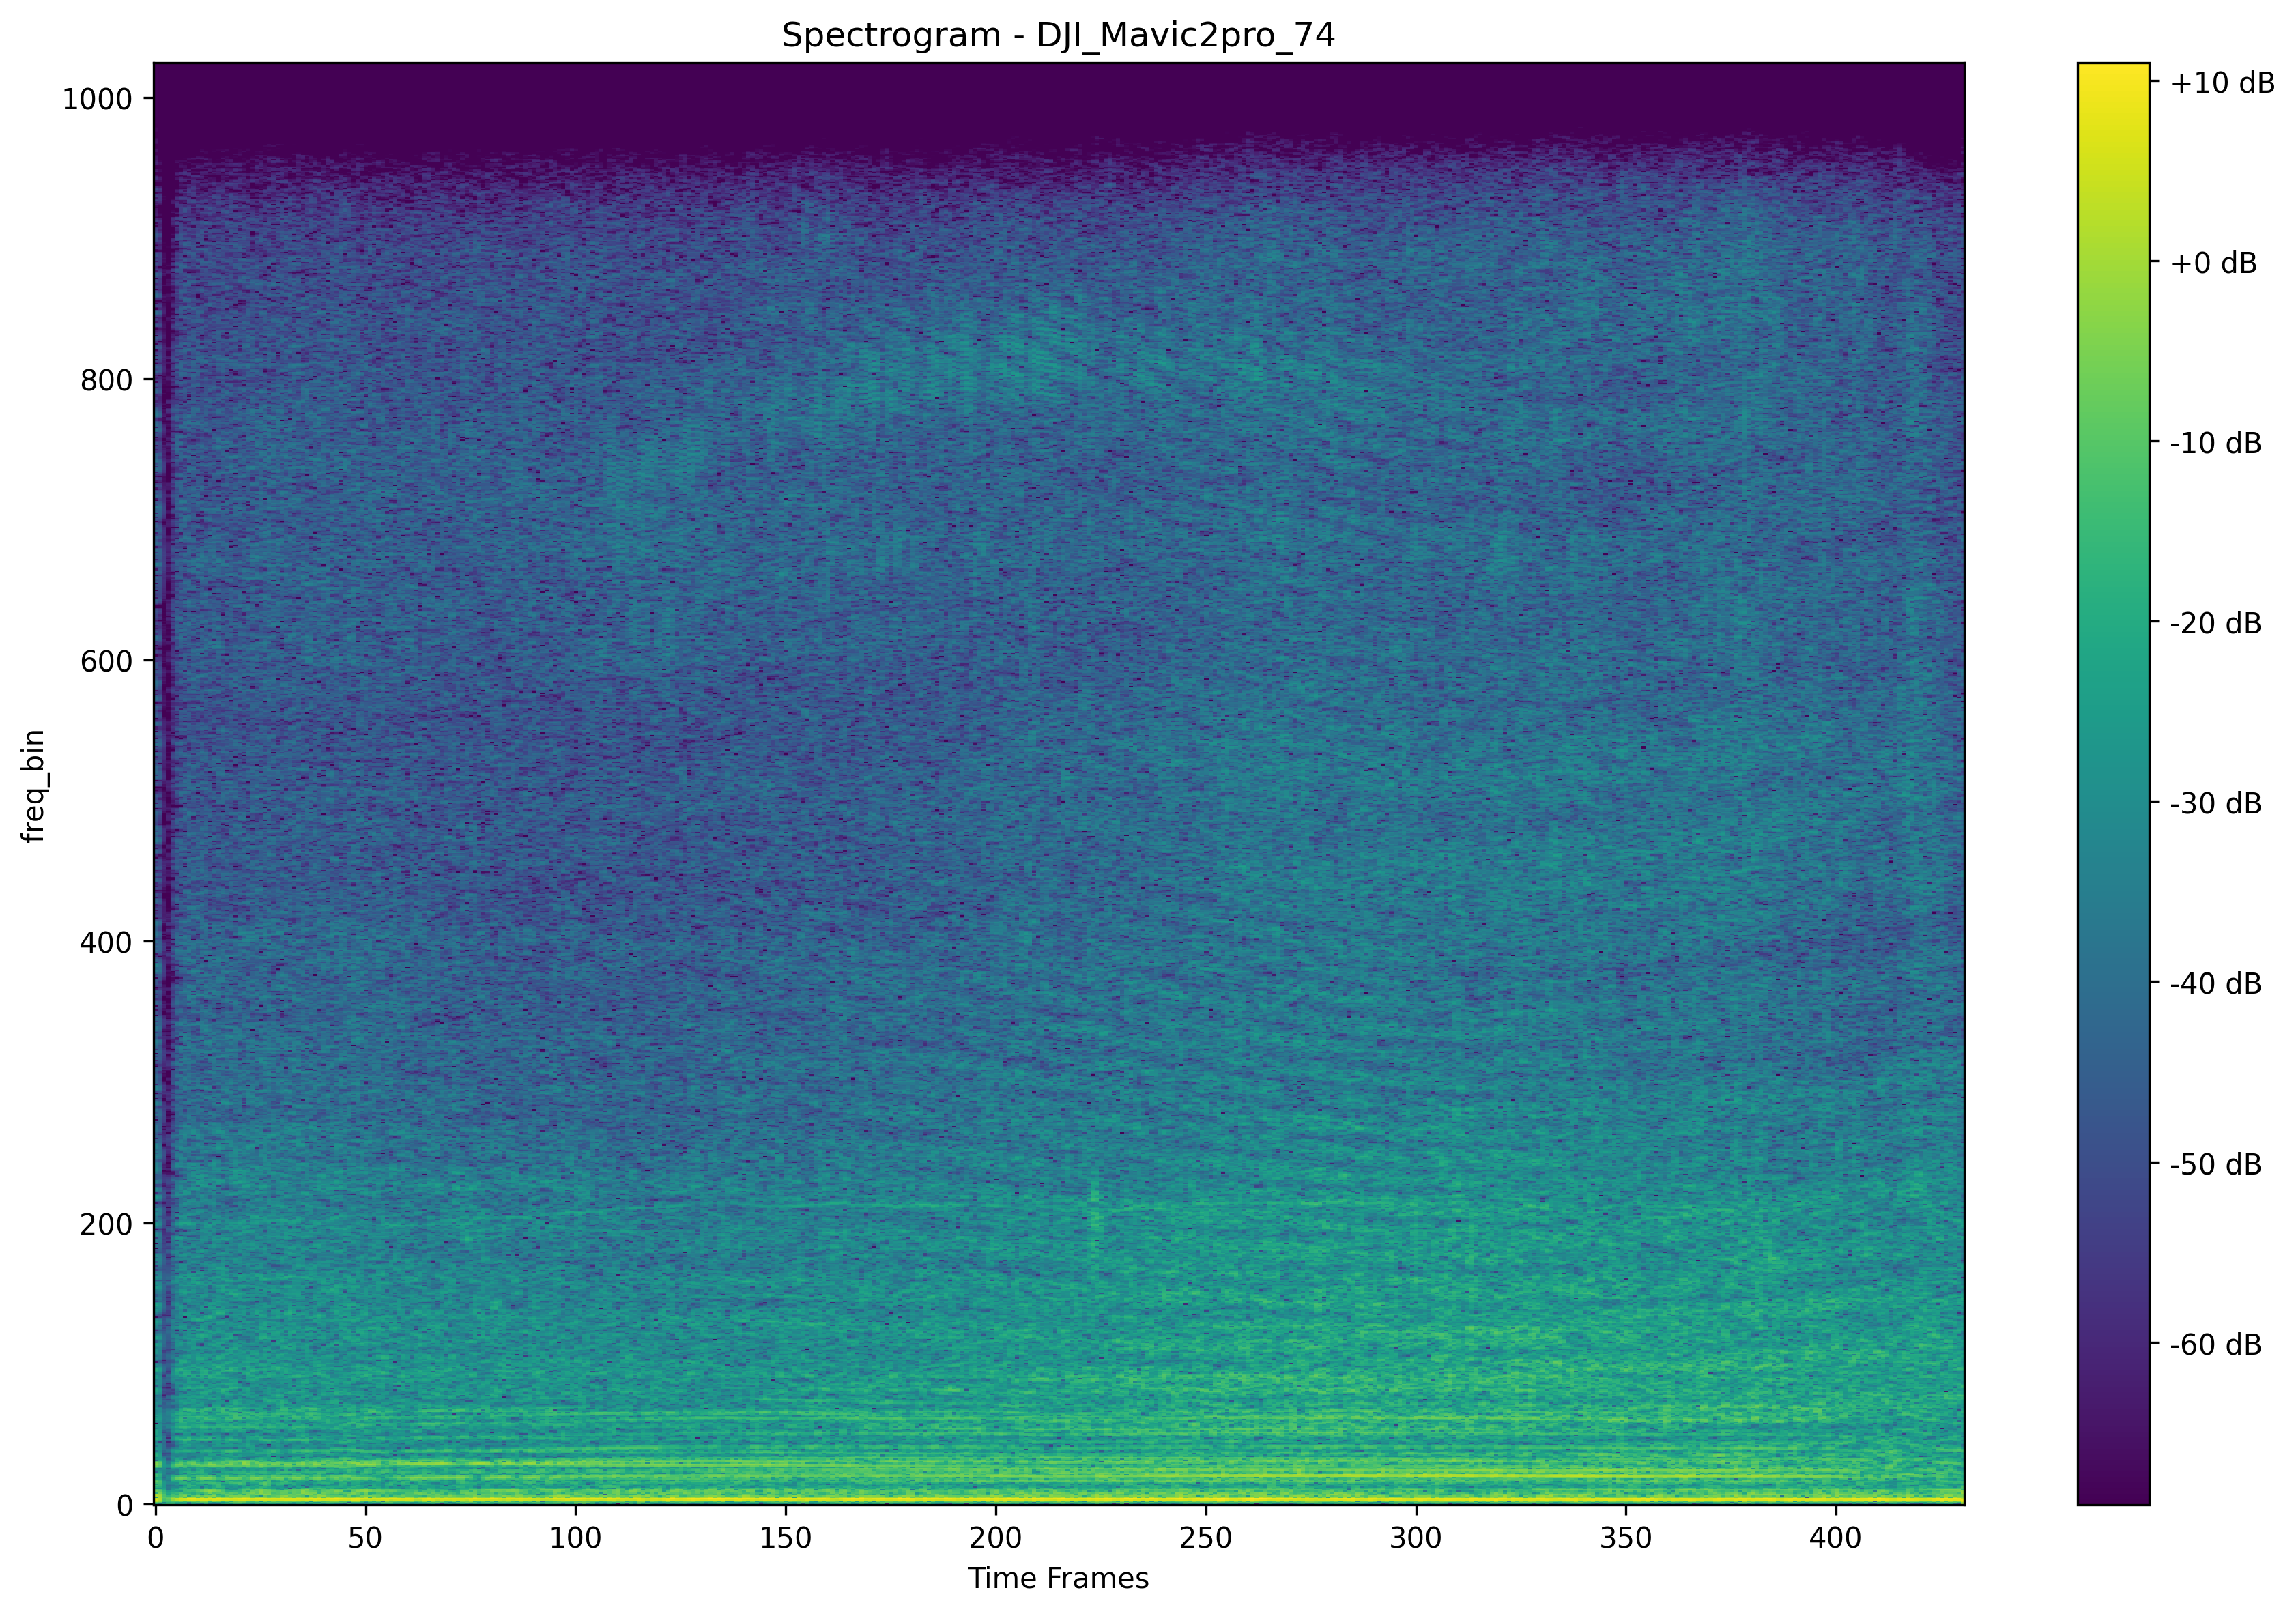 Spectrogram - DJI_Mavic2pro_74
1000
800
600
400
200
0
freq_bin
0 50 100 150 200 250 300 350 400
Time Frames
+10 dB
+0 dB
-10 dB
-20 dB
-30 dB
-40 dB
-50 dB
-60 dB